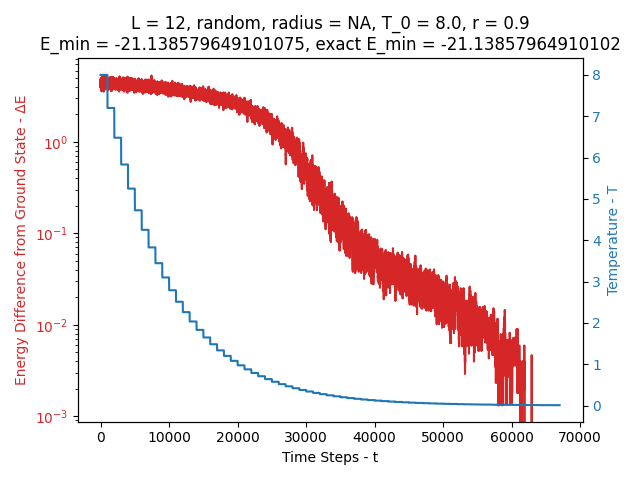 L = 12, random, radius = NA, T_0 = 8.0, r = 0.9
E_min = -21.138579649101075, exact E_min = -21.13857964910102
Energy Difference from Ground State - ΔE
10⁰
10⁻¹
10⁻²
10⁻³
8
7
6
5
4
3
2
1
0
Temperature - T
0 10000 20000 30000 40000 50000 60000 70000
Time Steps - t